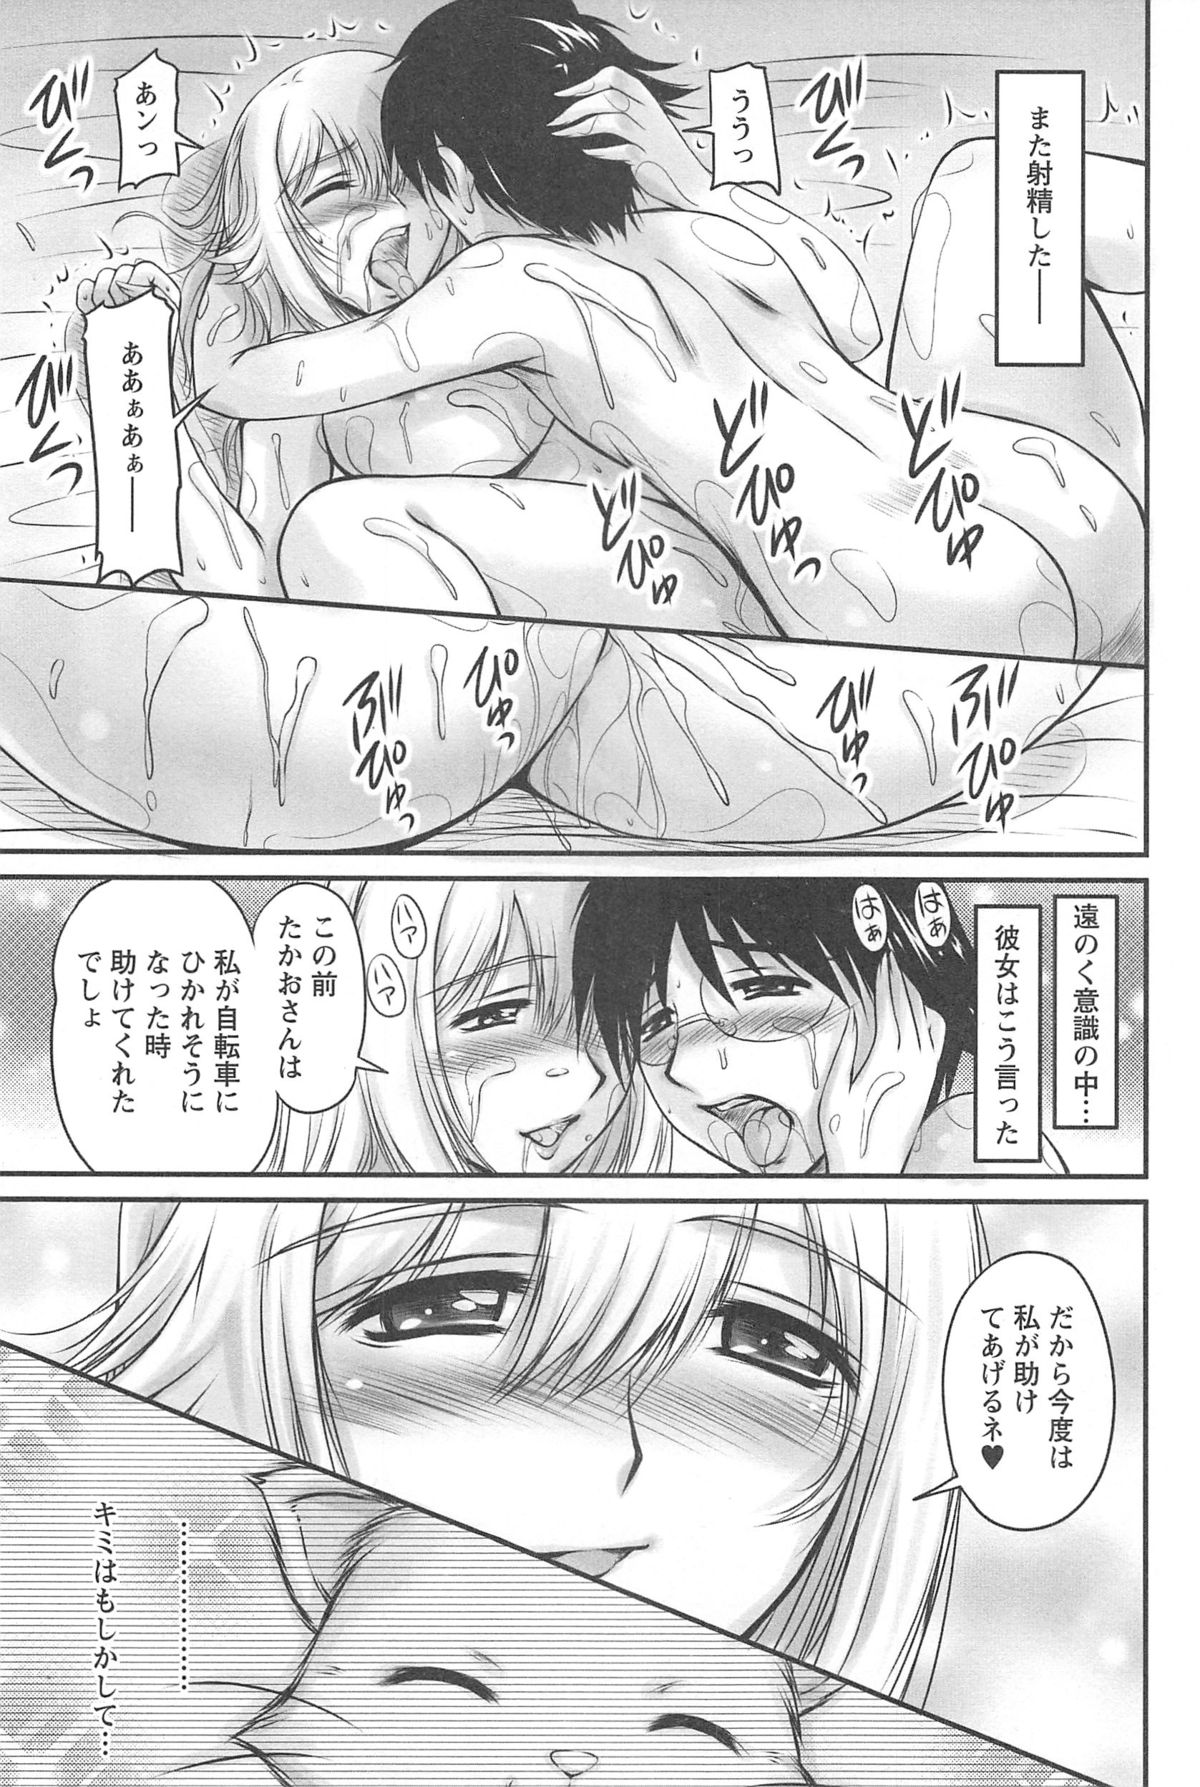 また射精した――
ううっ
あンっ
びくっ
びくっ
ああぁあぁ――
びくっ
どぴゅ
どぴゅっ
どぴゅ
ぶぴゅ
びゅっ
ぴゅっ
ぶぴゅっ
遠のく意識の中…
彼女はこう言った
はぁ
はぁ
ハァ
ハァ
この前
たかおさんは
私が自転車に
ひかれそうに
なった時
助けてくれた
でしょ
だから今度は
私が助け
てあげるネ♥
……………
キミはもしかして…